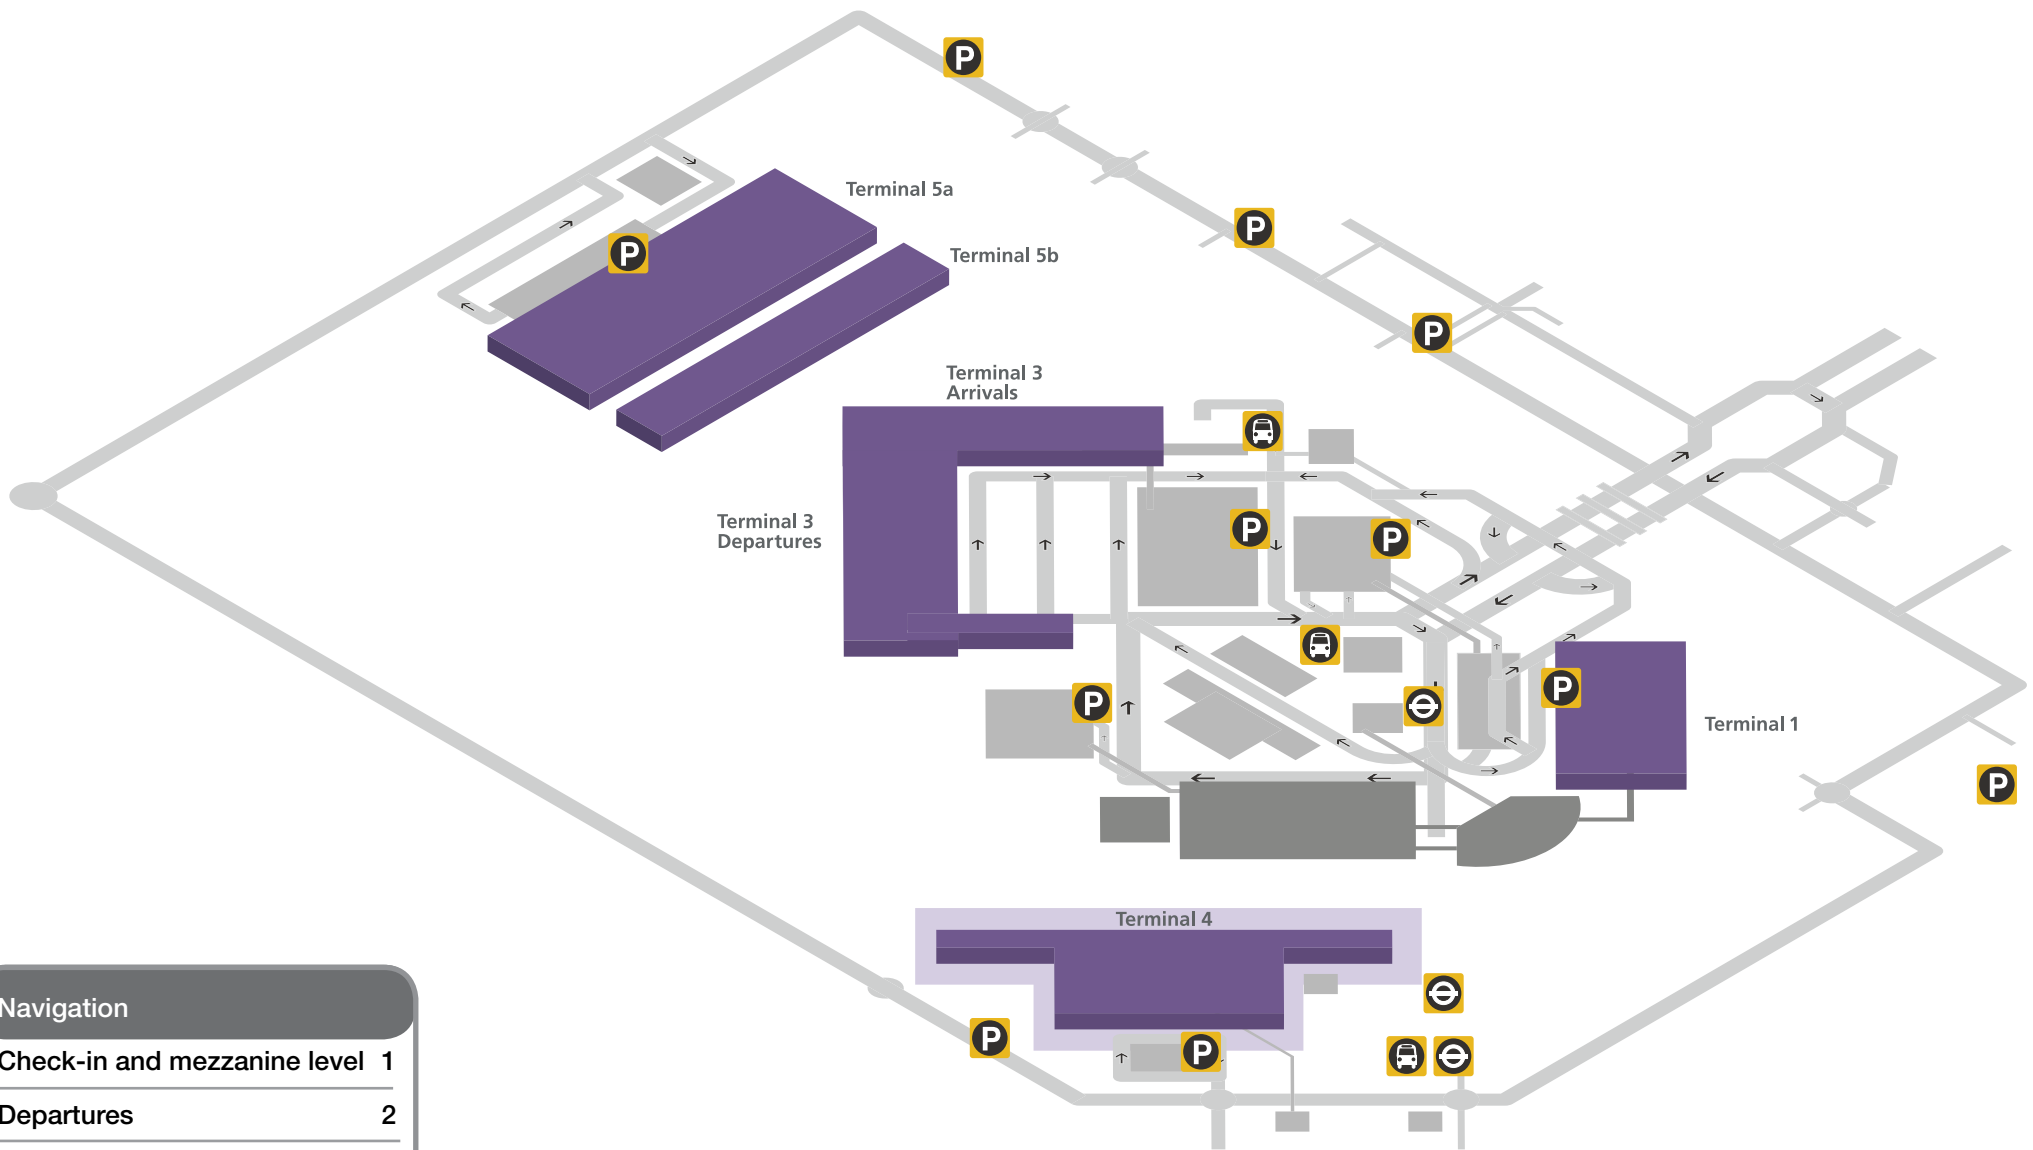 P
P
Terminal 5a
P
Terminal 5b
P
Terminal 3
Arrivals
Terminal 3
Departures
P
P
P
P
Terminal 1
P
Terminal 4
P
P
Navigation
Check-in and mezzanine level 1
Departures 2